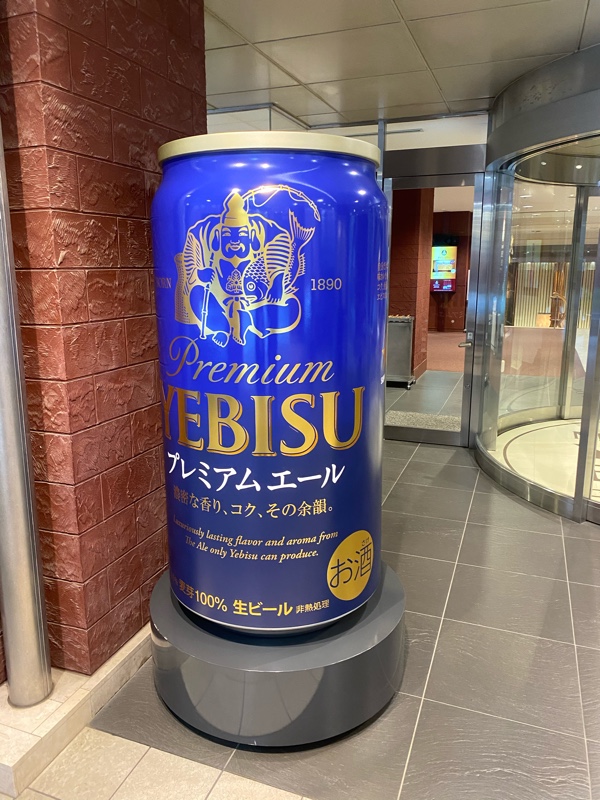 1890
Premium
YEBISU
プレミアム エール
濃密な香り、コク、その余韻。
Luxuriously lasting flavor and aroma from
The Ale only Yebisu can produce.
お酒
麦芽100% 生ビール 非熱処理